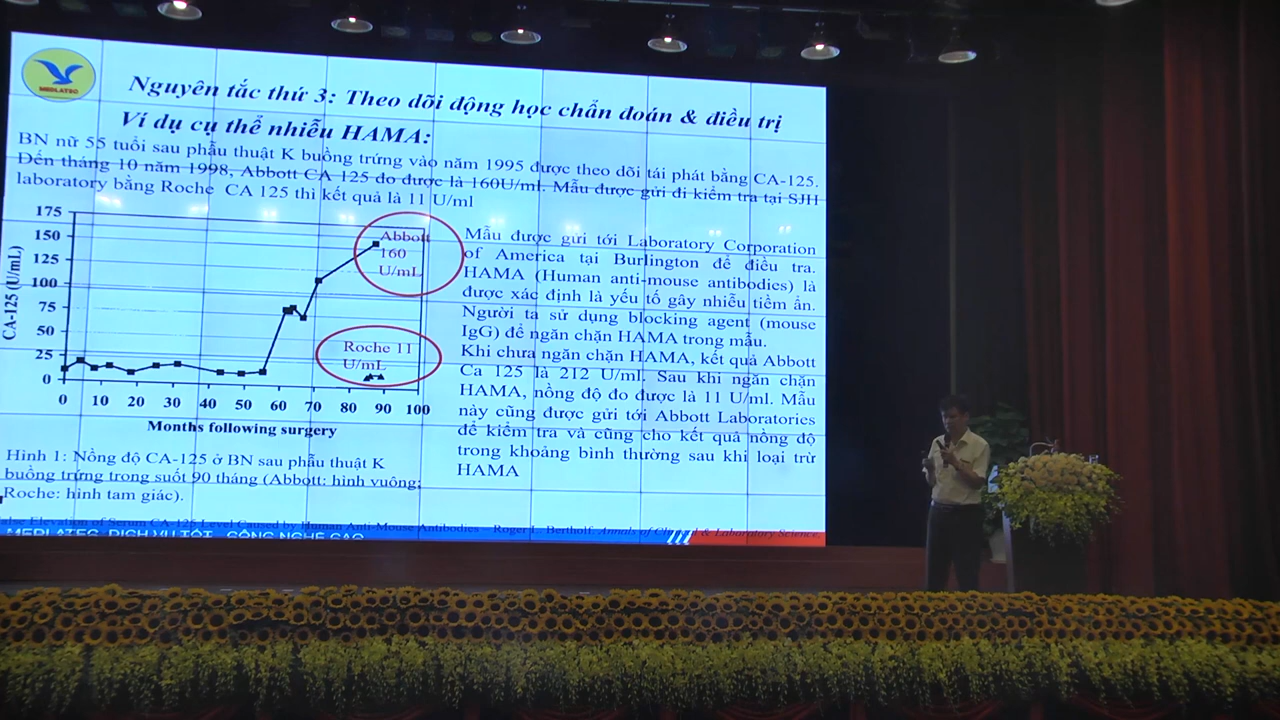 MEDLATEC
Nguyên tắc thứ 3: Theo dõi động học chẩn đoán & điều trị
Ví dụ cụ thể nhiễu HAMA:
BN nữ 55 tuổi sau phẫu thuật K buồng trứng vào năm 1995 được theo dõi tái phát bằng CA-125.
Đến tháng 10 năm 1998, Abbott CA 125 đo được là 160U/ml. Mẫu được gửi đi kiểm tra tại SJH
laboratory bằng Roche CA 125 thì kết quả là 11 U/ml
175
150
125
100
75
50
25
0
CA-125 (U/mL)
Abbott
160
U/mL
Roche 11
U/mL
0 10 20 30 40 50 60 70 80 90 100
Months following surgery
Hình 1: Nồng độ CA-125 ở BN sau phẫu thuật K
buồng trứng trong suốt 90 tháng (Abbott: hình vuông;
Roche: hình tam giác).
Mẫu được gửi tới Laboratory Corporation
of America tại Burlington để điều tra.
HAMA (Human anti-mouse antibodies) là
được xác định là yếu tố gây nhiễu tiềm ẩn.
Người ta sử dụng blocking agent (mouse
IgG) để ngăn chặn HAMA trong mẫu.
Khi chưa ngăn chặn HAMA, kết quả Abbott
Ca 125 là 212 U/ml. Sau khi ngăn chặn
HAMA, nồng độ đo được là 11 U/ml. Mẫu
này cũng được gửi tới Abbott Laboratories
để kiểm tra và cũng cho kết quả nồng độ
trong khoảng bình thường sau khi loại trừ
HAMA
Elevation of Serum CA-125 Level Caused by Human Anti-Mouse Antibodies - Roger L. Bertholf. Annals of & Laboratory Science.
MEDLATEC DỊCH VỤ TỐT, CÔNG NGHỆ CAO